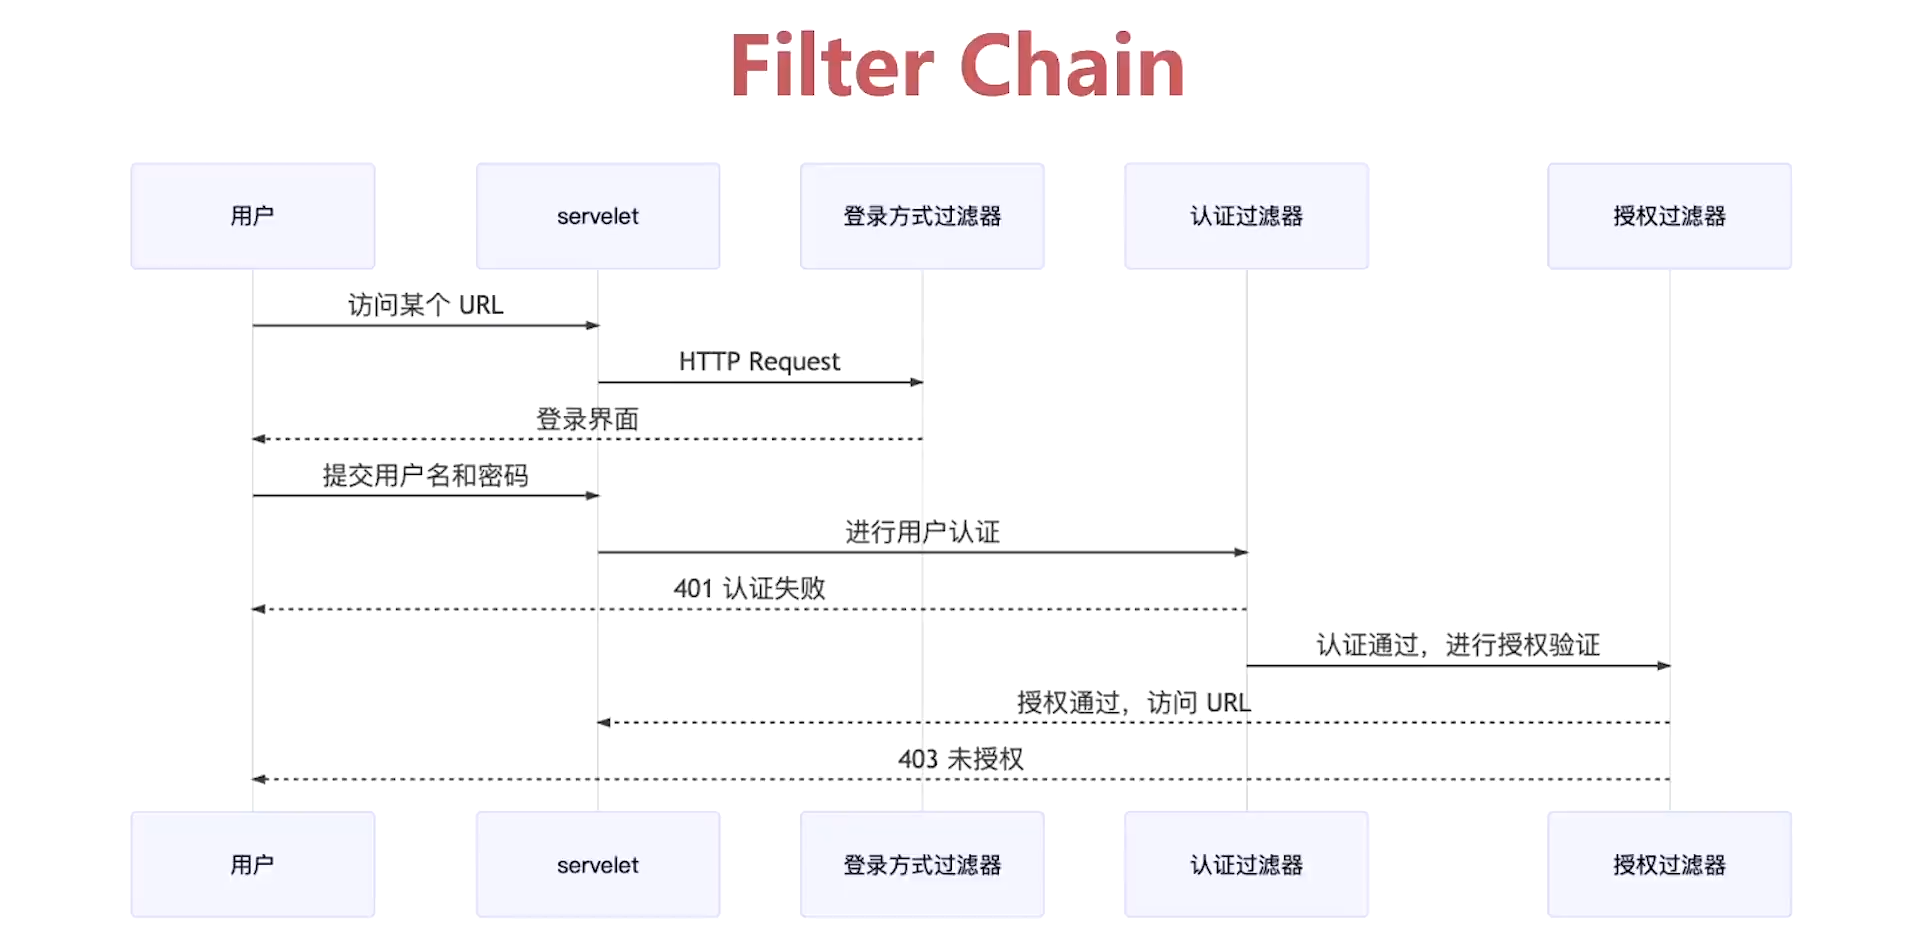 Filter Chain
用户
servelet
登录方式过滤器
认证过滤器
授权过滤器
访问某个 URL
HTTP Request
登录界面
提交用户名和密码
进行用户认证
401 认证失败
认证通过，进行授权验证
授权通过，访问 URL
403 未授权
用户
servelet
登录方式过滤器
认证过滤器
授权过滤器